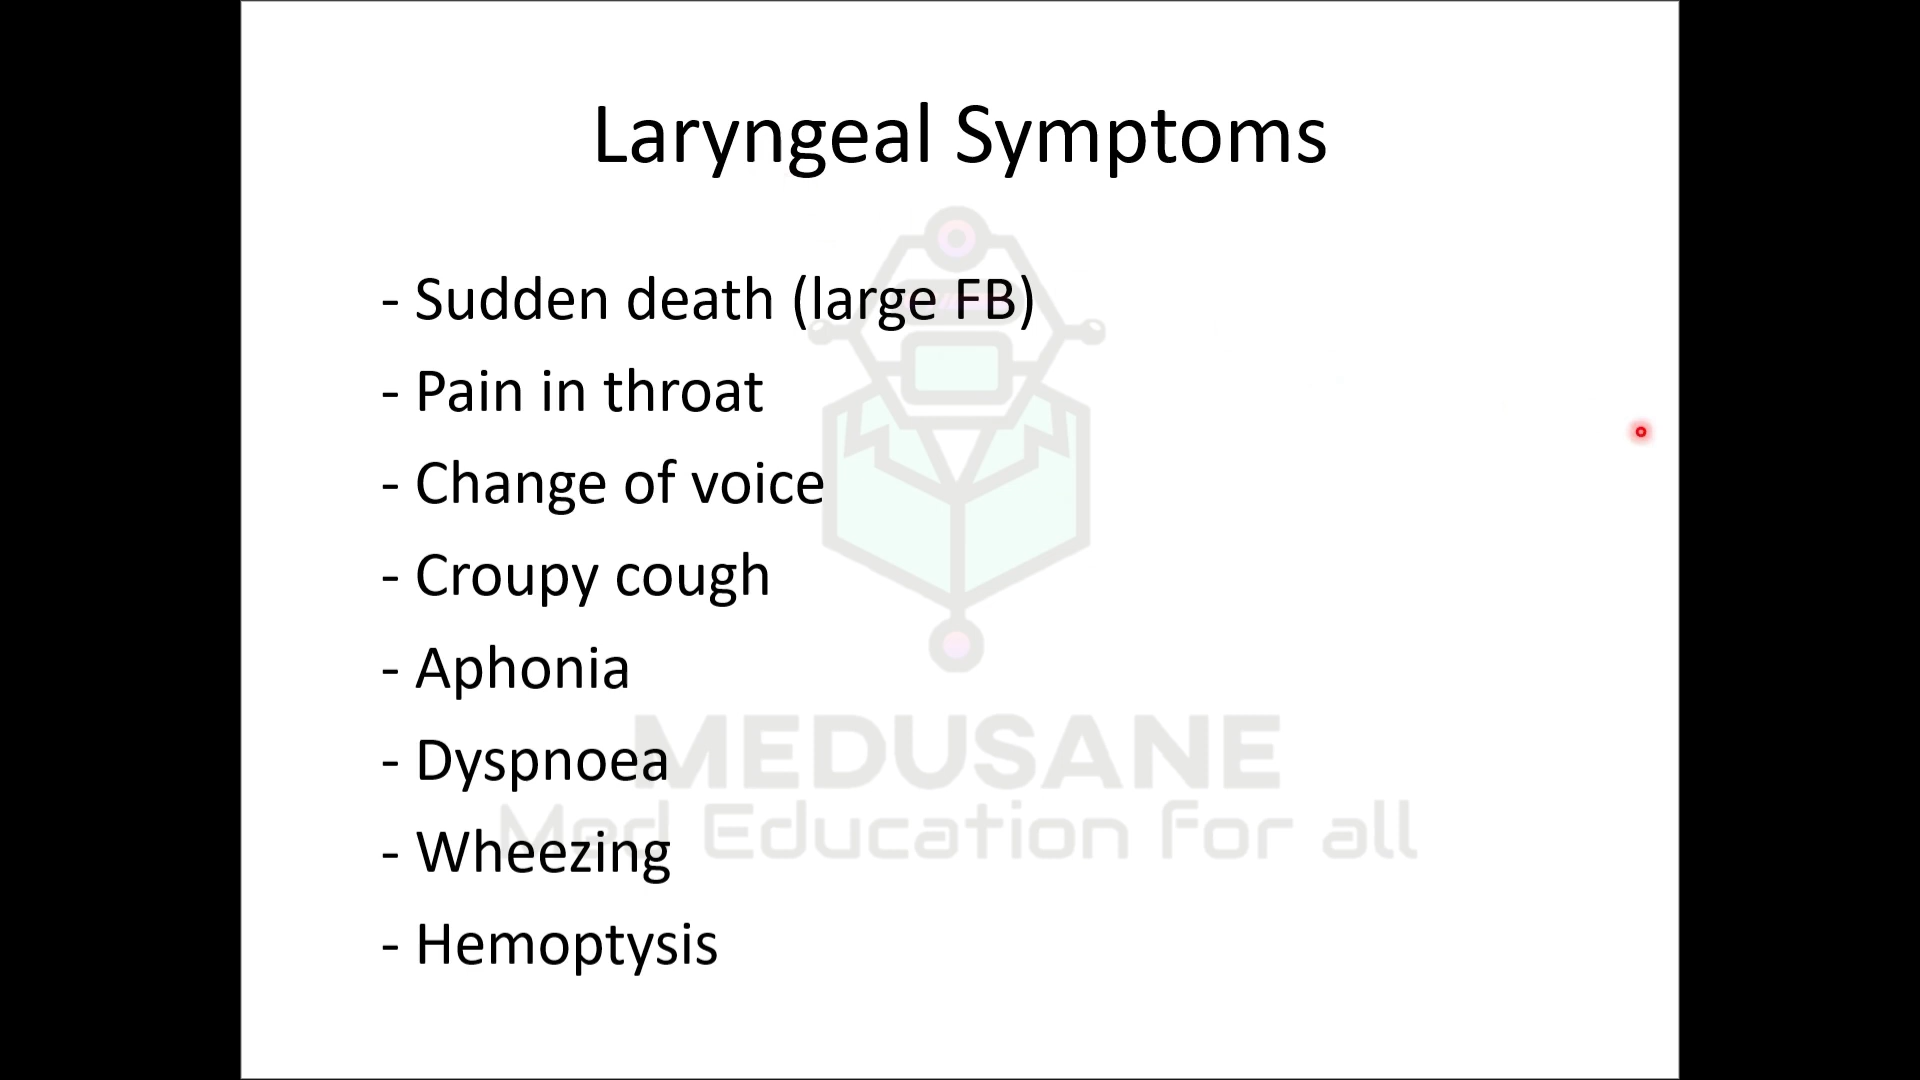 Laryngeal Symptoms
- Sudden death (large FB)
- Pain in throat
- Change of voice
- Croupy cough
- Aphonia
- Dyspnoea
- Wheezing
- Hemoptysis
MEDUSANE
Med Education for all